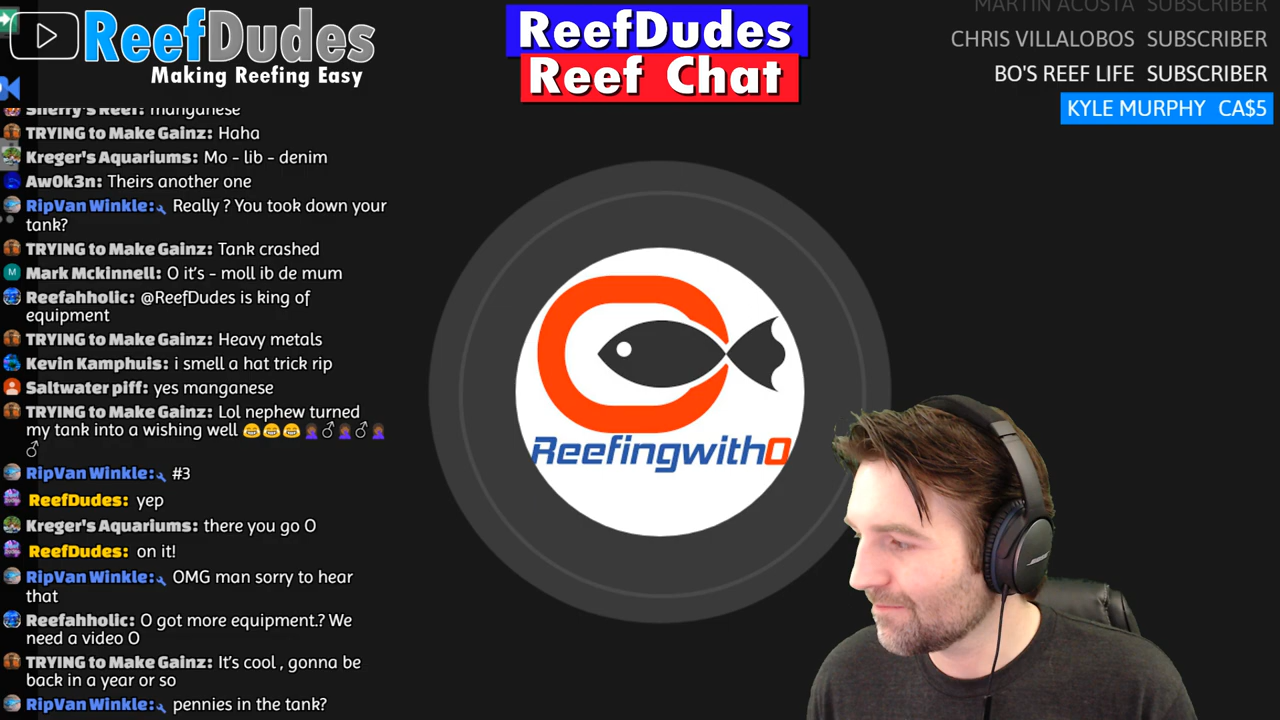 ReefDudes
Making Reefing Easy
ReefDudes
Reef Chat
MARTIN ACOSTA SUBSCRIBER
CHRIS VILLALOBOS SUBSCRIBER
BO'S REEF LIFE SUBSCRIBER
KYLE MURPHY CA$5
Sherry's Reef: manganese
TRYING to Make Gainz: Haha
Kreger's Aquariums: Mo - lib - denim
Aw0k3n: Theirs another one
RipVan Winkle: Really ? You took down your
tank?
TRYING to Make Gainz: Tank crashed
M Mark Mckinnell: O it's - moll ib de mum
Reefahholic: @ReefDudes is king of
equipment
TRYING to Make Gainz: Heavy metals
Kevin Kamphuis: i smell a hat trick rip
Saltwater piff: yes manganese
TRYING to Make Gainz: Lol nephew turned
my tank into a wishing well 😂😂😂🤦🏾‍♂🤦🏾‍♂🤦🏾
♂
RipVan Winkle: #3
ReefDudes: yep
Kreger's Aquariums: there you go O
ReefDudes: on it!
RipVan Winkle: OMG man sorry to hear
that
Reefahholic: O got more equipment.? We
need a video O
TRYING to Make Gainz: It's cool , gonna be
back in a year or so
RipVan Winkle: pennies in the tank?
ReefingwithO
BOSE